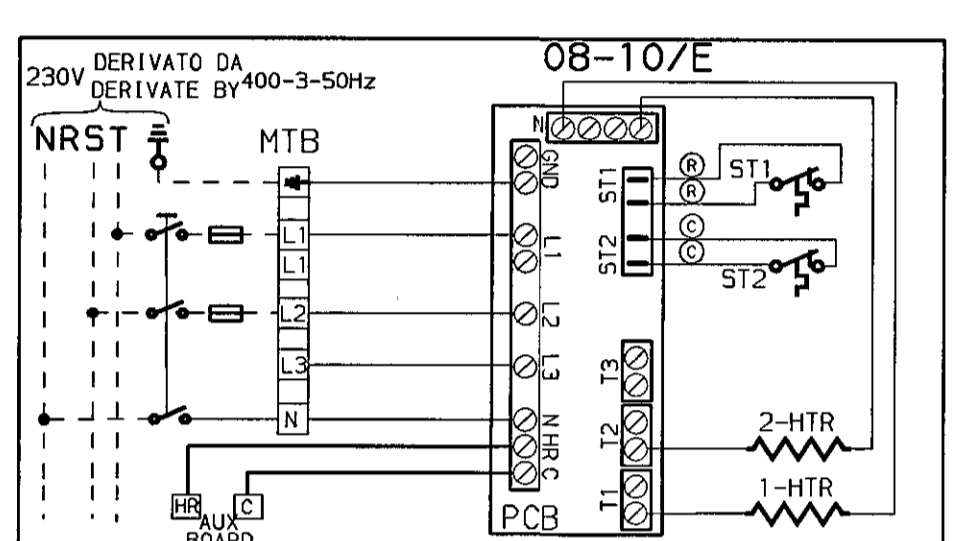 08-10/E
DERIVATO DA
230V DERIVATE BY 400-3-50Hz
NRST
MTB
N
GND
ST1
R
R
ST1
L1
L1
L1
ST2
C
C
ST2
L2
L2
L3
L3
T3
N
N
T2
2-HTR
HR
C
T1
1-HTR
HR
C
AUX
BOARD
PCB